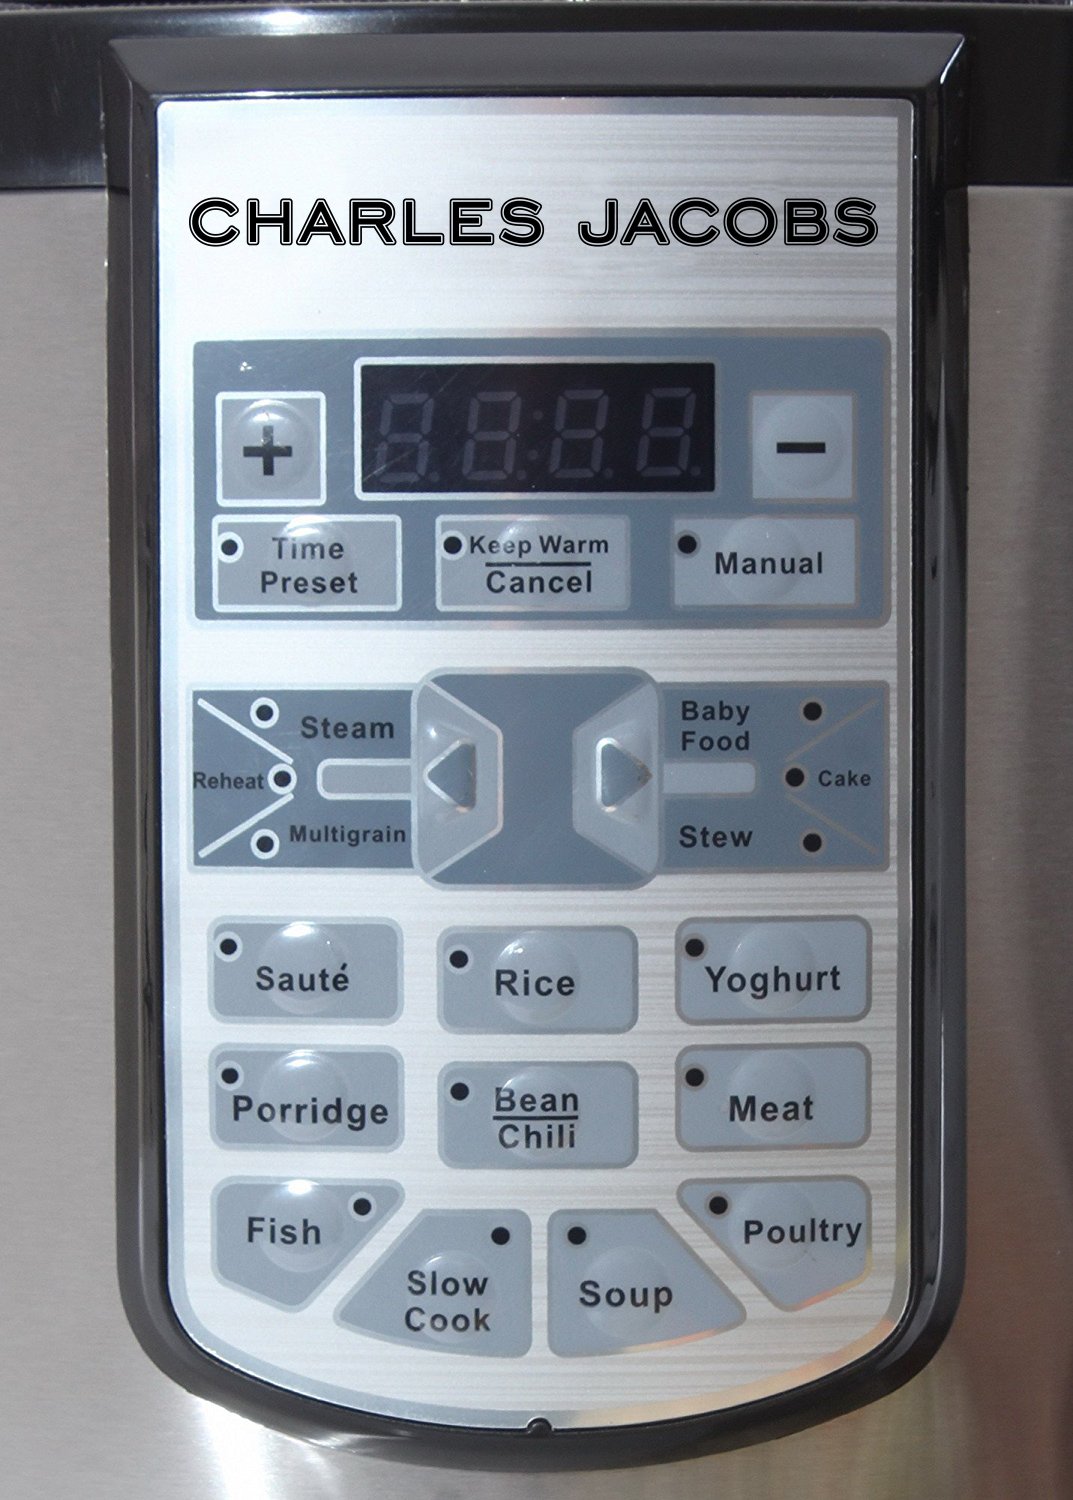 CHARLES JACOBS
+
−
Time
Preset
Keep Warm
Cancel
Manual
Steam
Reheat
Multigrain
Baby
Food
Cake
Stew
Sauté
Rice
Yoghurt
Porridge
Bean
Chili
Meat
Fish
Slow
Cook
Soup
Poultry